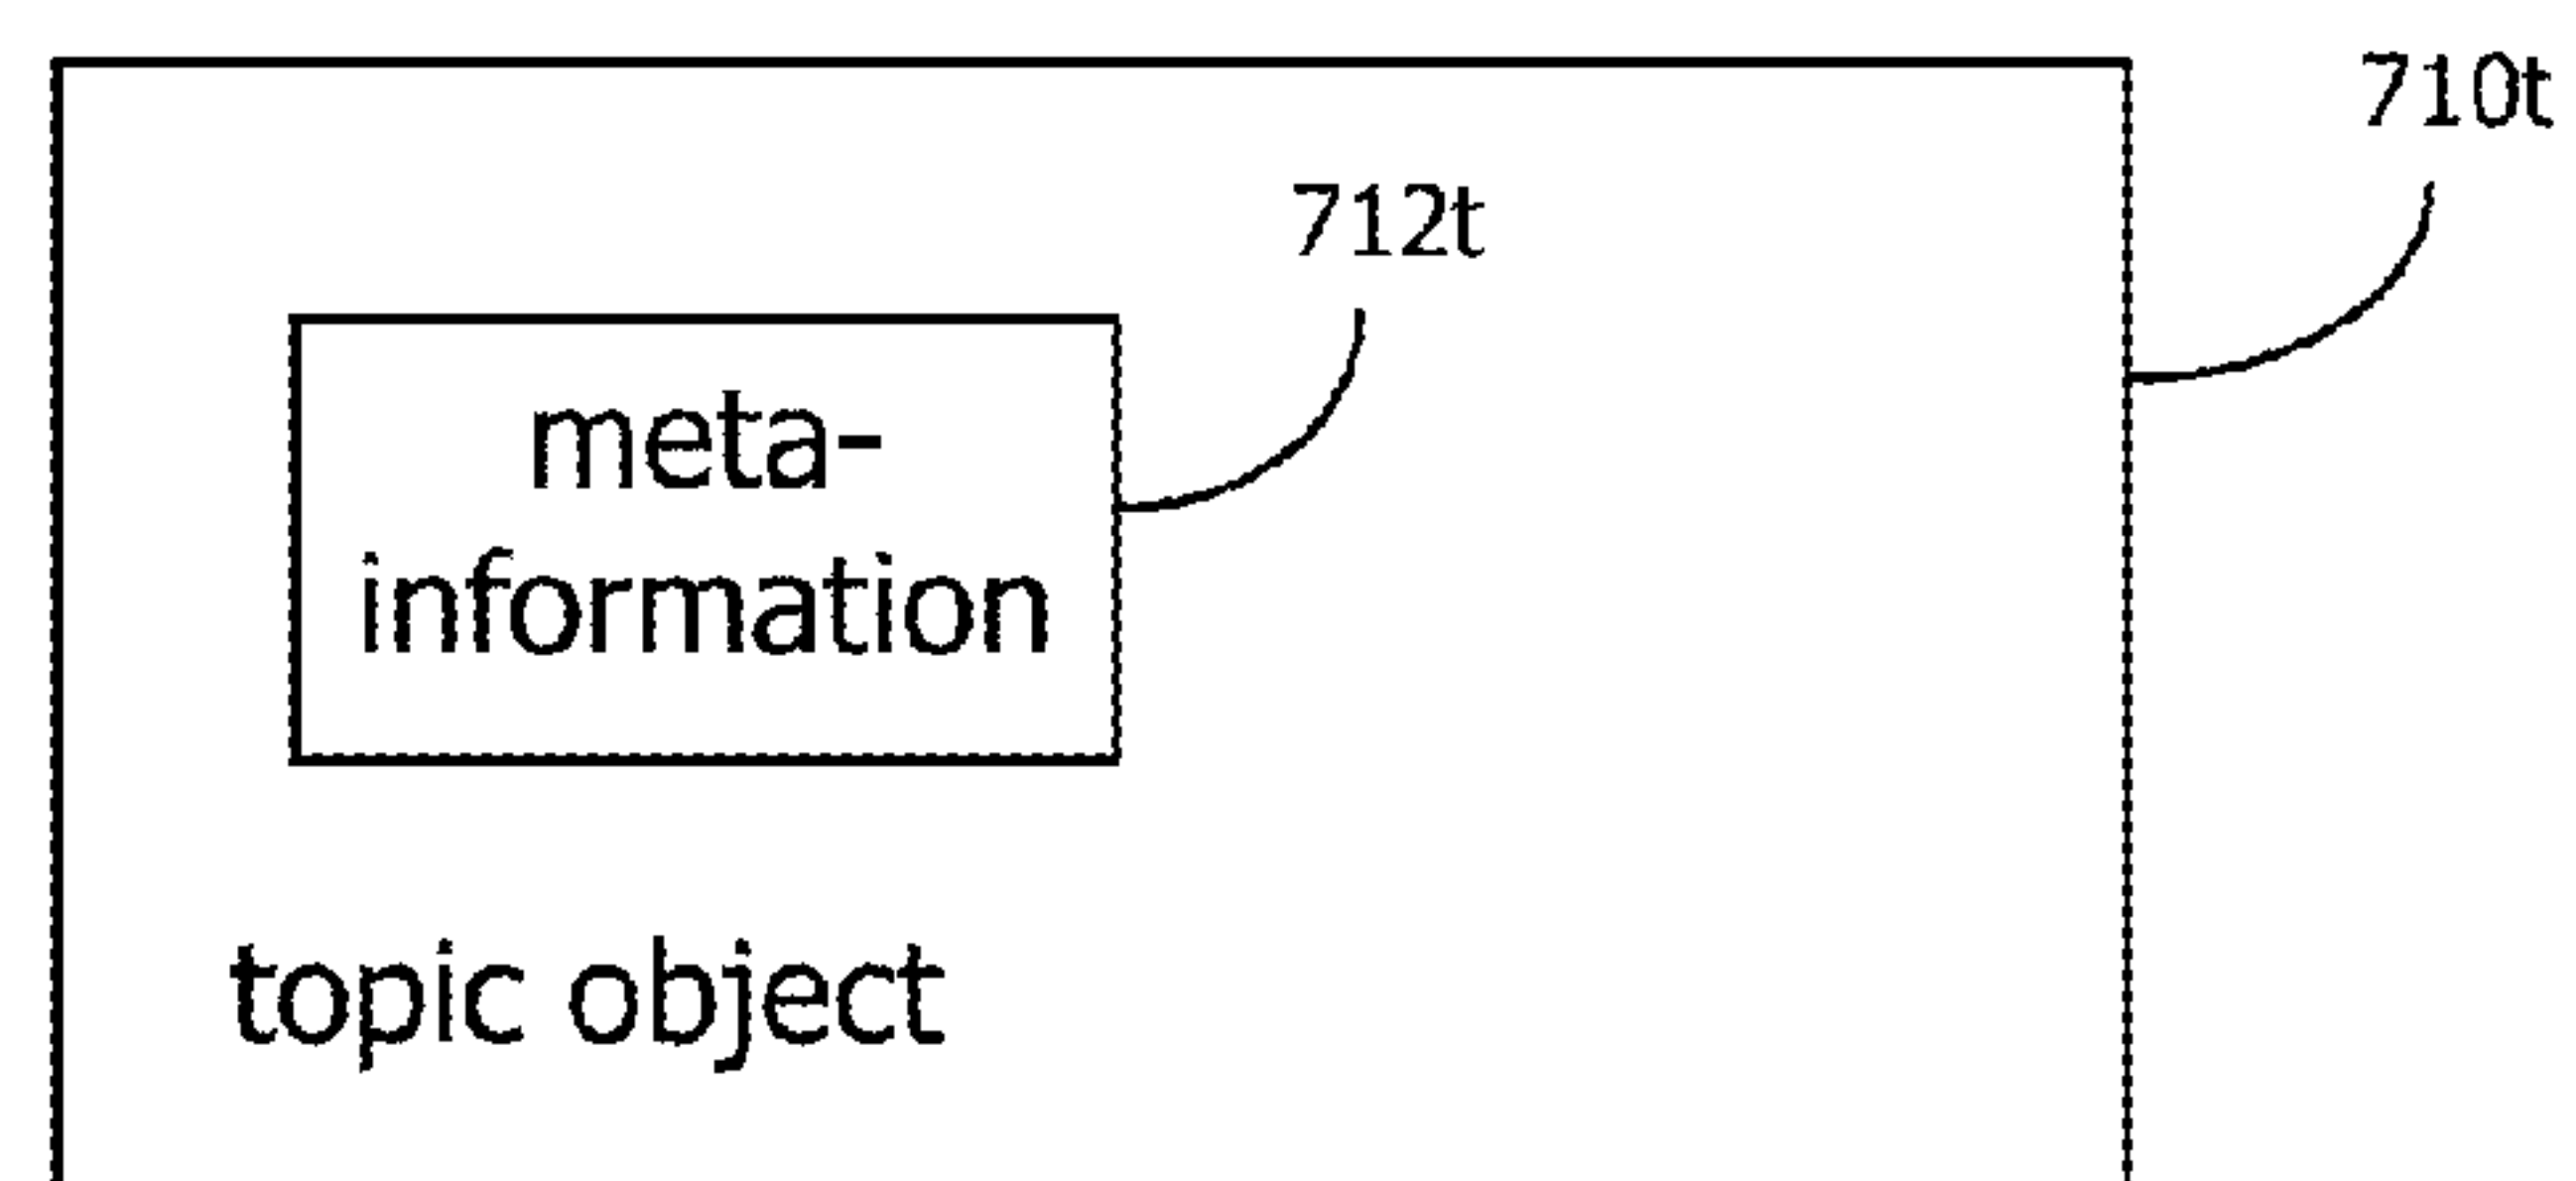 710t
712t
meta-
information
topic object